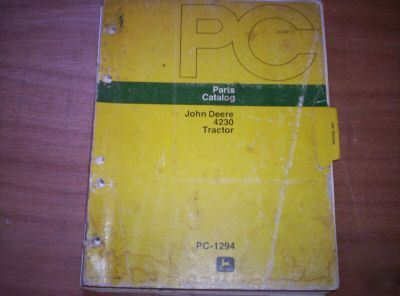 PC
Parts
Catalog
John Deere
4230
Tractor
PC-1294